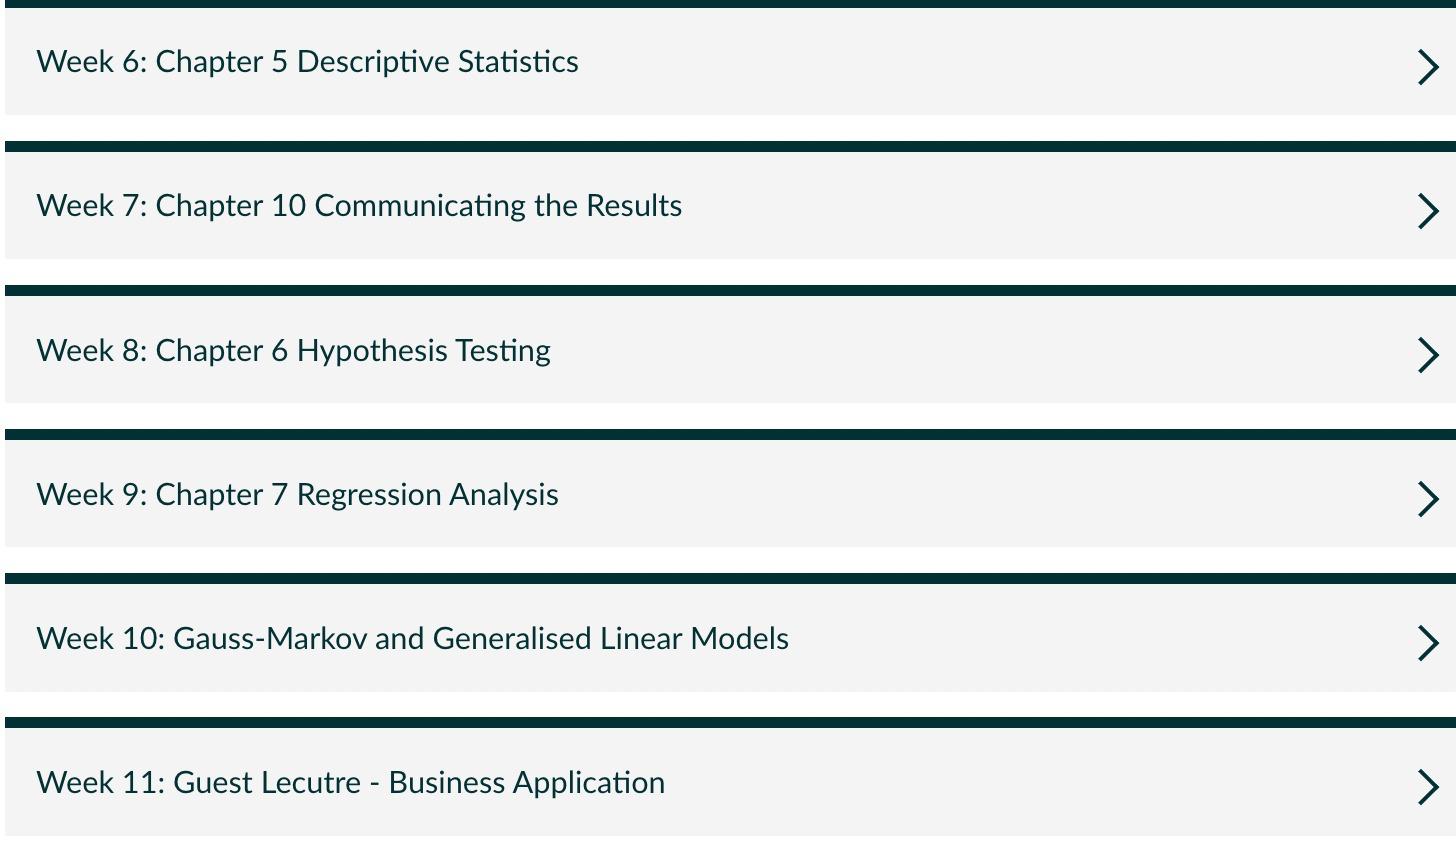 Week 6: Chapter 5 Descriptive Statistics
Week 7: Chapter 10 Communicating the Results
Week 8: Chapter 6 Hypothesis Testing
Week 9: Chapter 7 Regression Analysis
Week 10: Gauss-Markov and Generalised Linear Models
Week 11: Guest Lecutre - Business Application